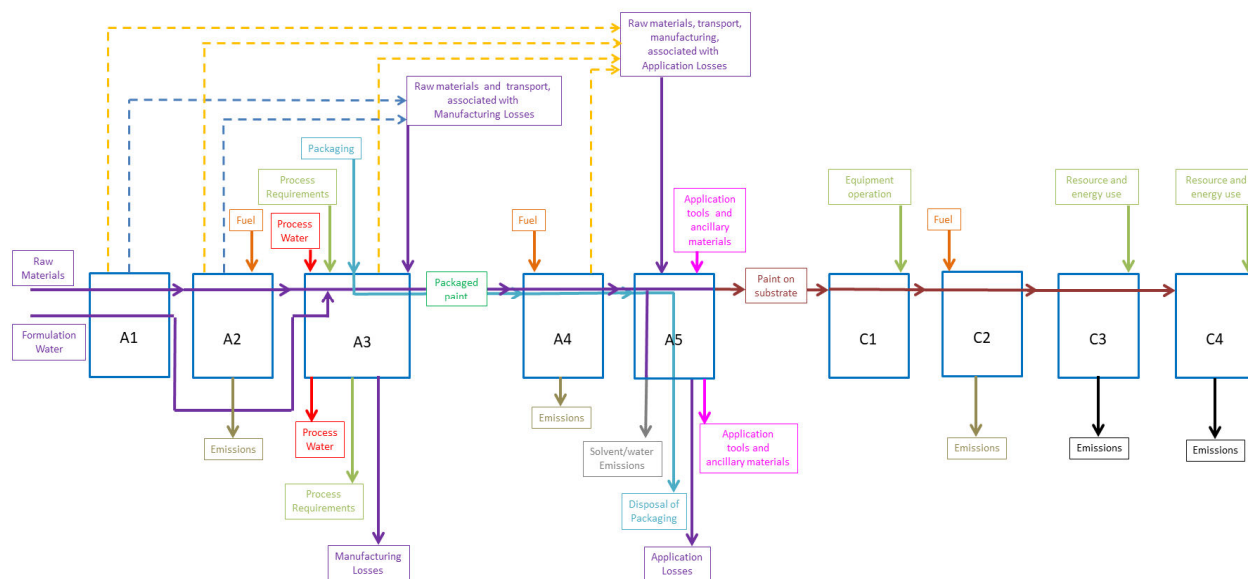 Raw materials, transport,
manufacturing,
associated with
Application Losses
Raw materials and transport,
associated with
Manufacturing Losses
Packaging
Process
Requirements
Equipment
operation
Resource and
energy use
Resource and
energy use
Fuel
Process
Water
Fuel
Application
tools and
ancillary
materials
Fuel
Raw
Materials
Packaged
paint
Paint on
substrate
Formulation
Water
A1
A2
A3
A4
A5
C1
C2
C3
C4
Emissions
Process
Water
Emissions
Solvent/water
Emissions
Application
tools and
ancillary materials
Emissions
Emissions
Emissions
Process
Requirements
Disposal of
Packaging
Manufacturing
Losses
Application
Losses